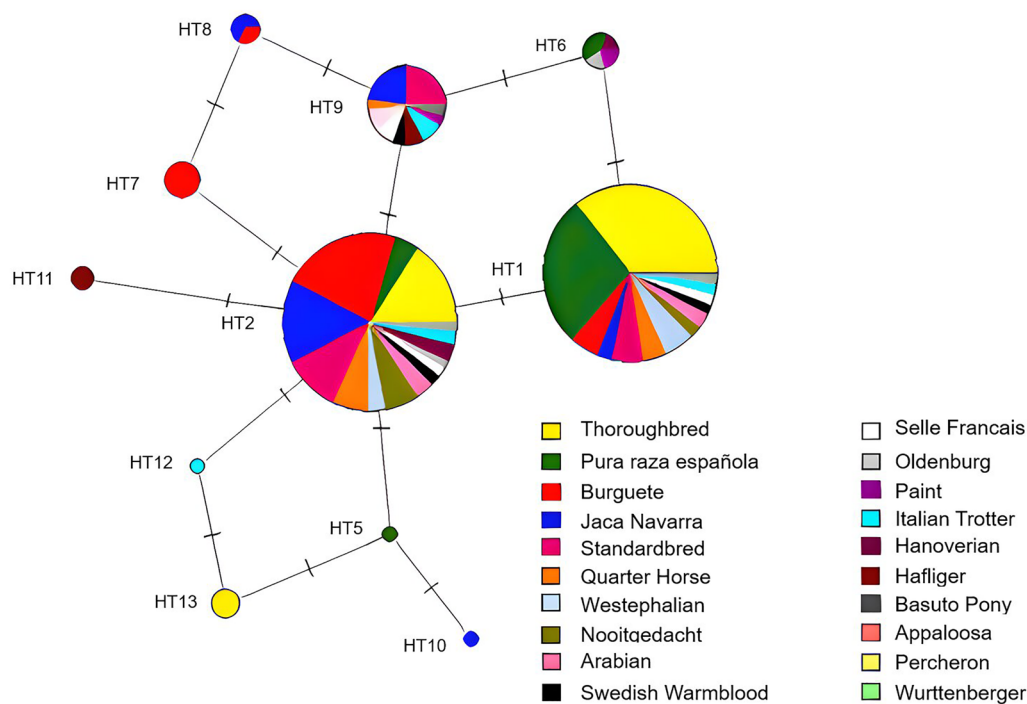 HT8
HT6
HT9
HT7
HT1
HT11
HT2
HT12
HT5
HT13
HT10
Thoroughbred
Pura raza española
Burguete
Jaca Navarra
Standardbred
Quarter Horse
Westephalian
Nooitgedacht
Arabian
Swedish Warmblood
Selle Francais
Oldenburg
Paint
Italian Trotter
Hanoverian
Hafliger
Basuto Pony
Appaloosa
Percheron
Wurttenberger